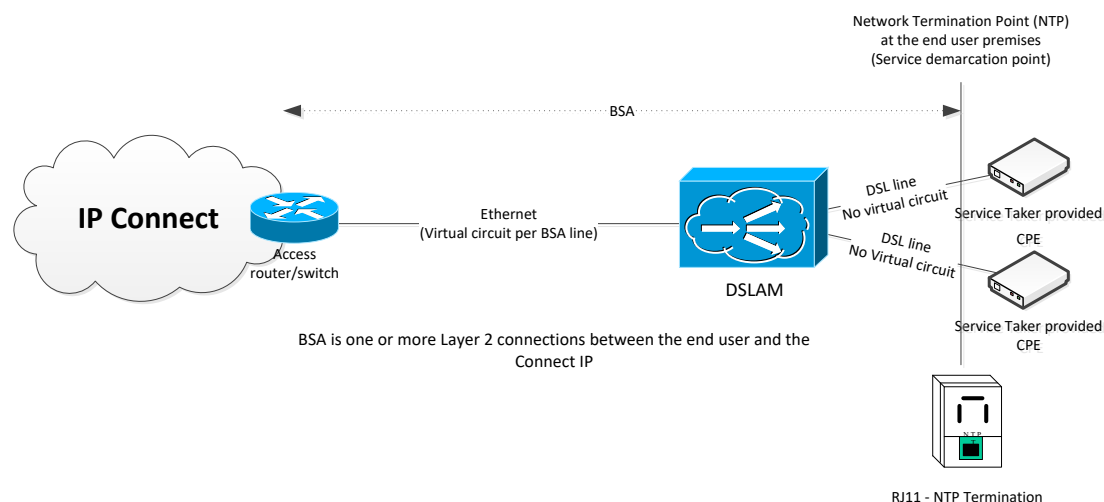 Network Termination Point (NTP)
at the end user premises
(Service demarcation point)
BSA
IP Connect
Access
router/switch
Ethernet
(Virtual circuit per BSA line)
DSLAM
DSL line
No virtual circuit
Service Taker provided
CPE
DSL line
No Virtual circuit
Service Taker provided
CPE
BSA is one or more Layer 2 connections between the end user and the
Connect IP
N T P
T
RJ11 - NTP Termination